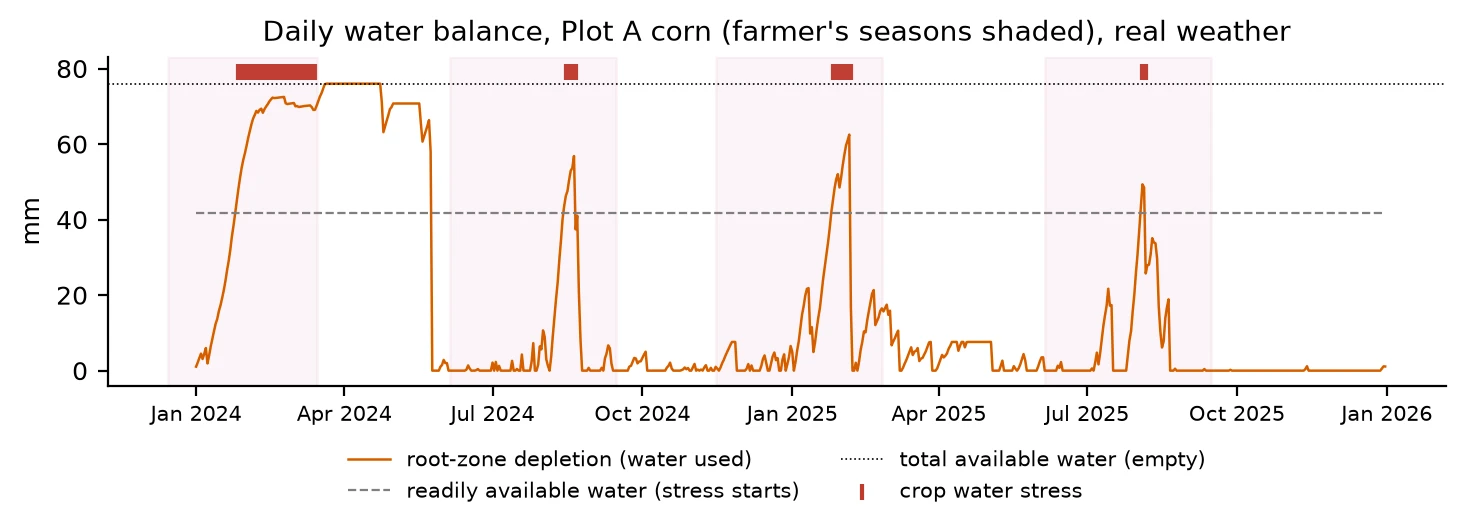 Daily water balance, Plot A corn (farmer's seasons shaded), real weather
80
60
40
20
0
mm
Jan 2024 Apr 2024 Jul 2024 Oct 2024 Jan 2025 Apr 2025 Jul 2025 Oct 2025 Jan 2026
root-zone depletion (water used) total available water (empty)
readily available water (stress starts) crop water stress